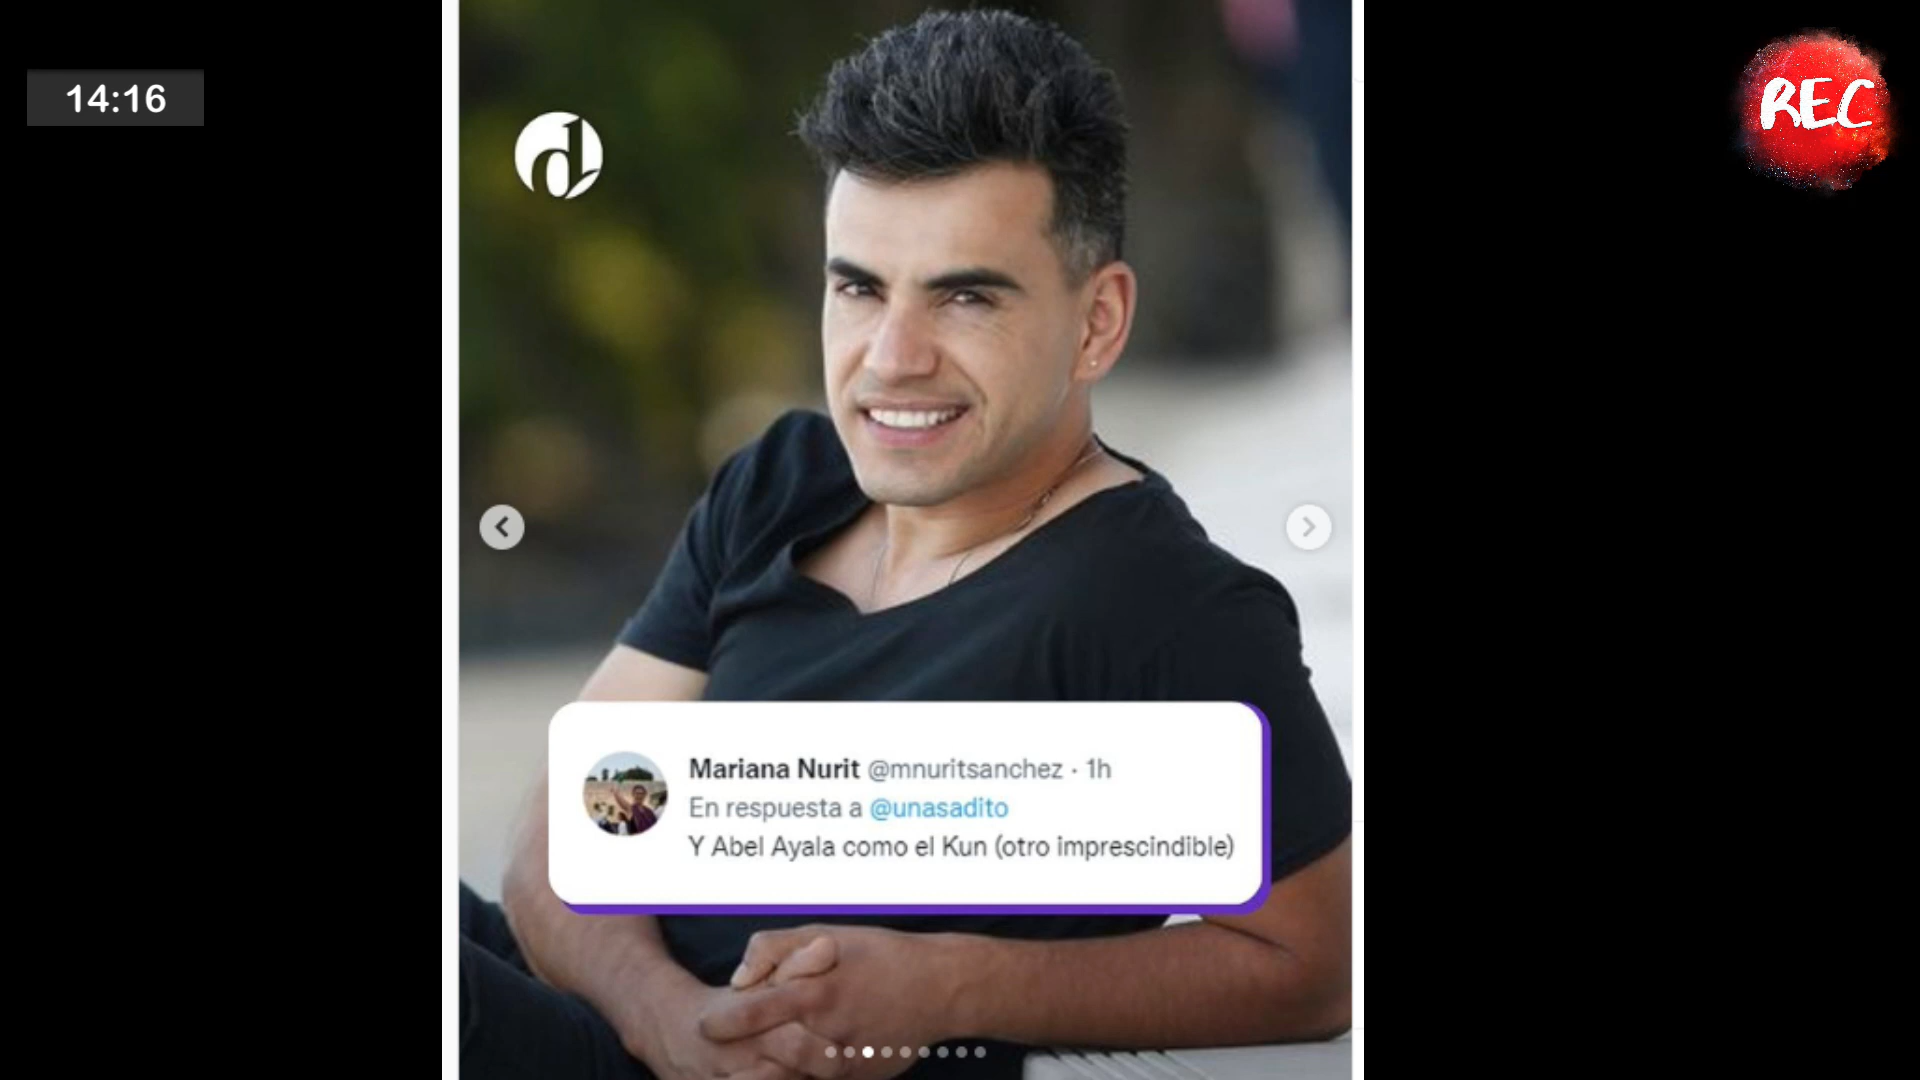 14:16
REC
d
Mariana Nurit @mnuritsanchez · 1h
En respuesta a @unasadito
Y Abel Ayala como el Kun (otro imprescindible)